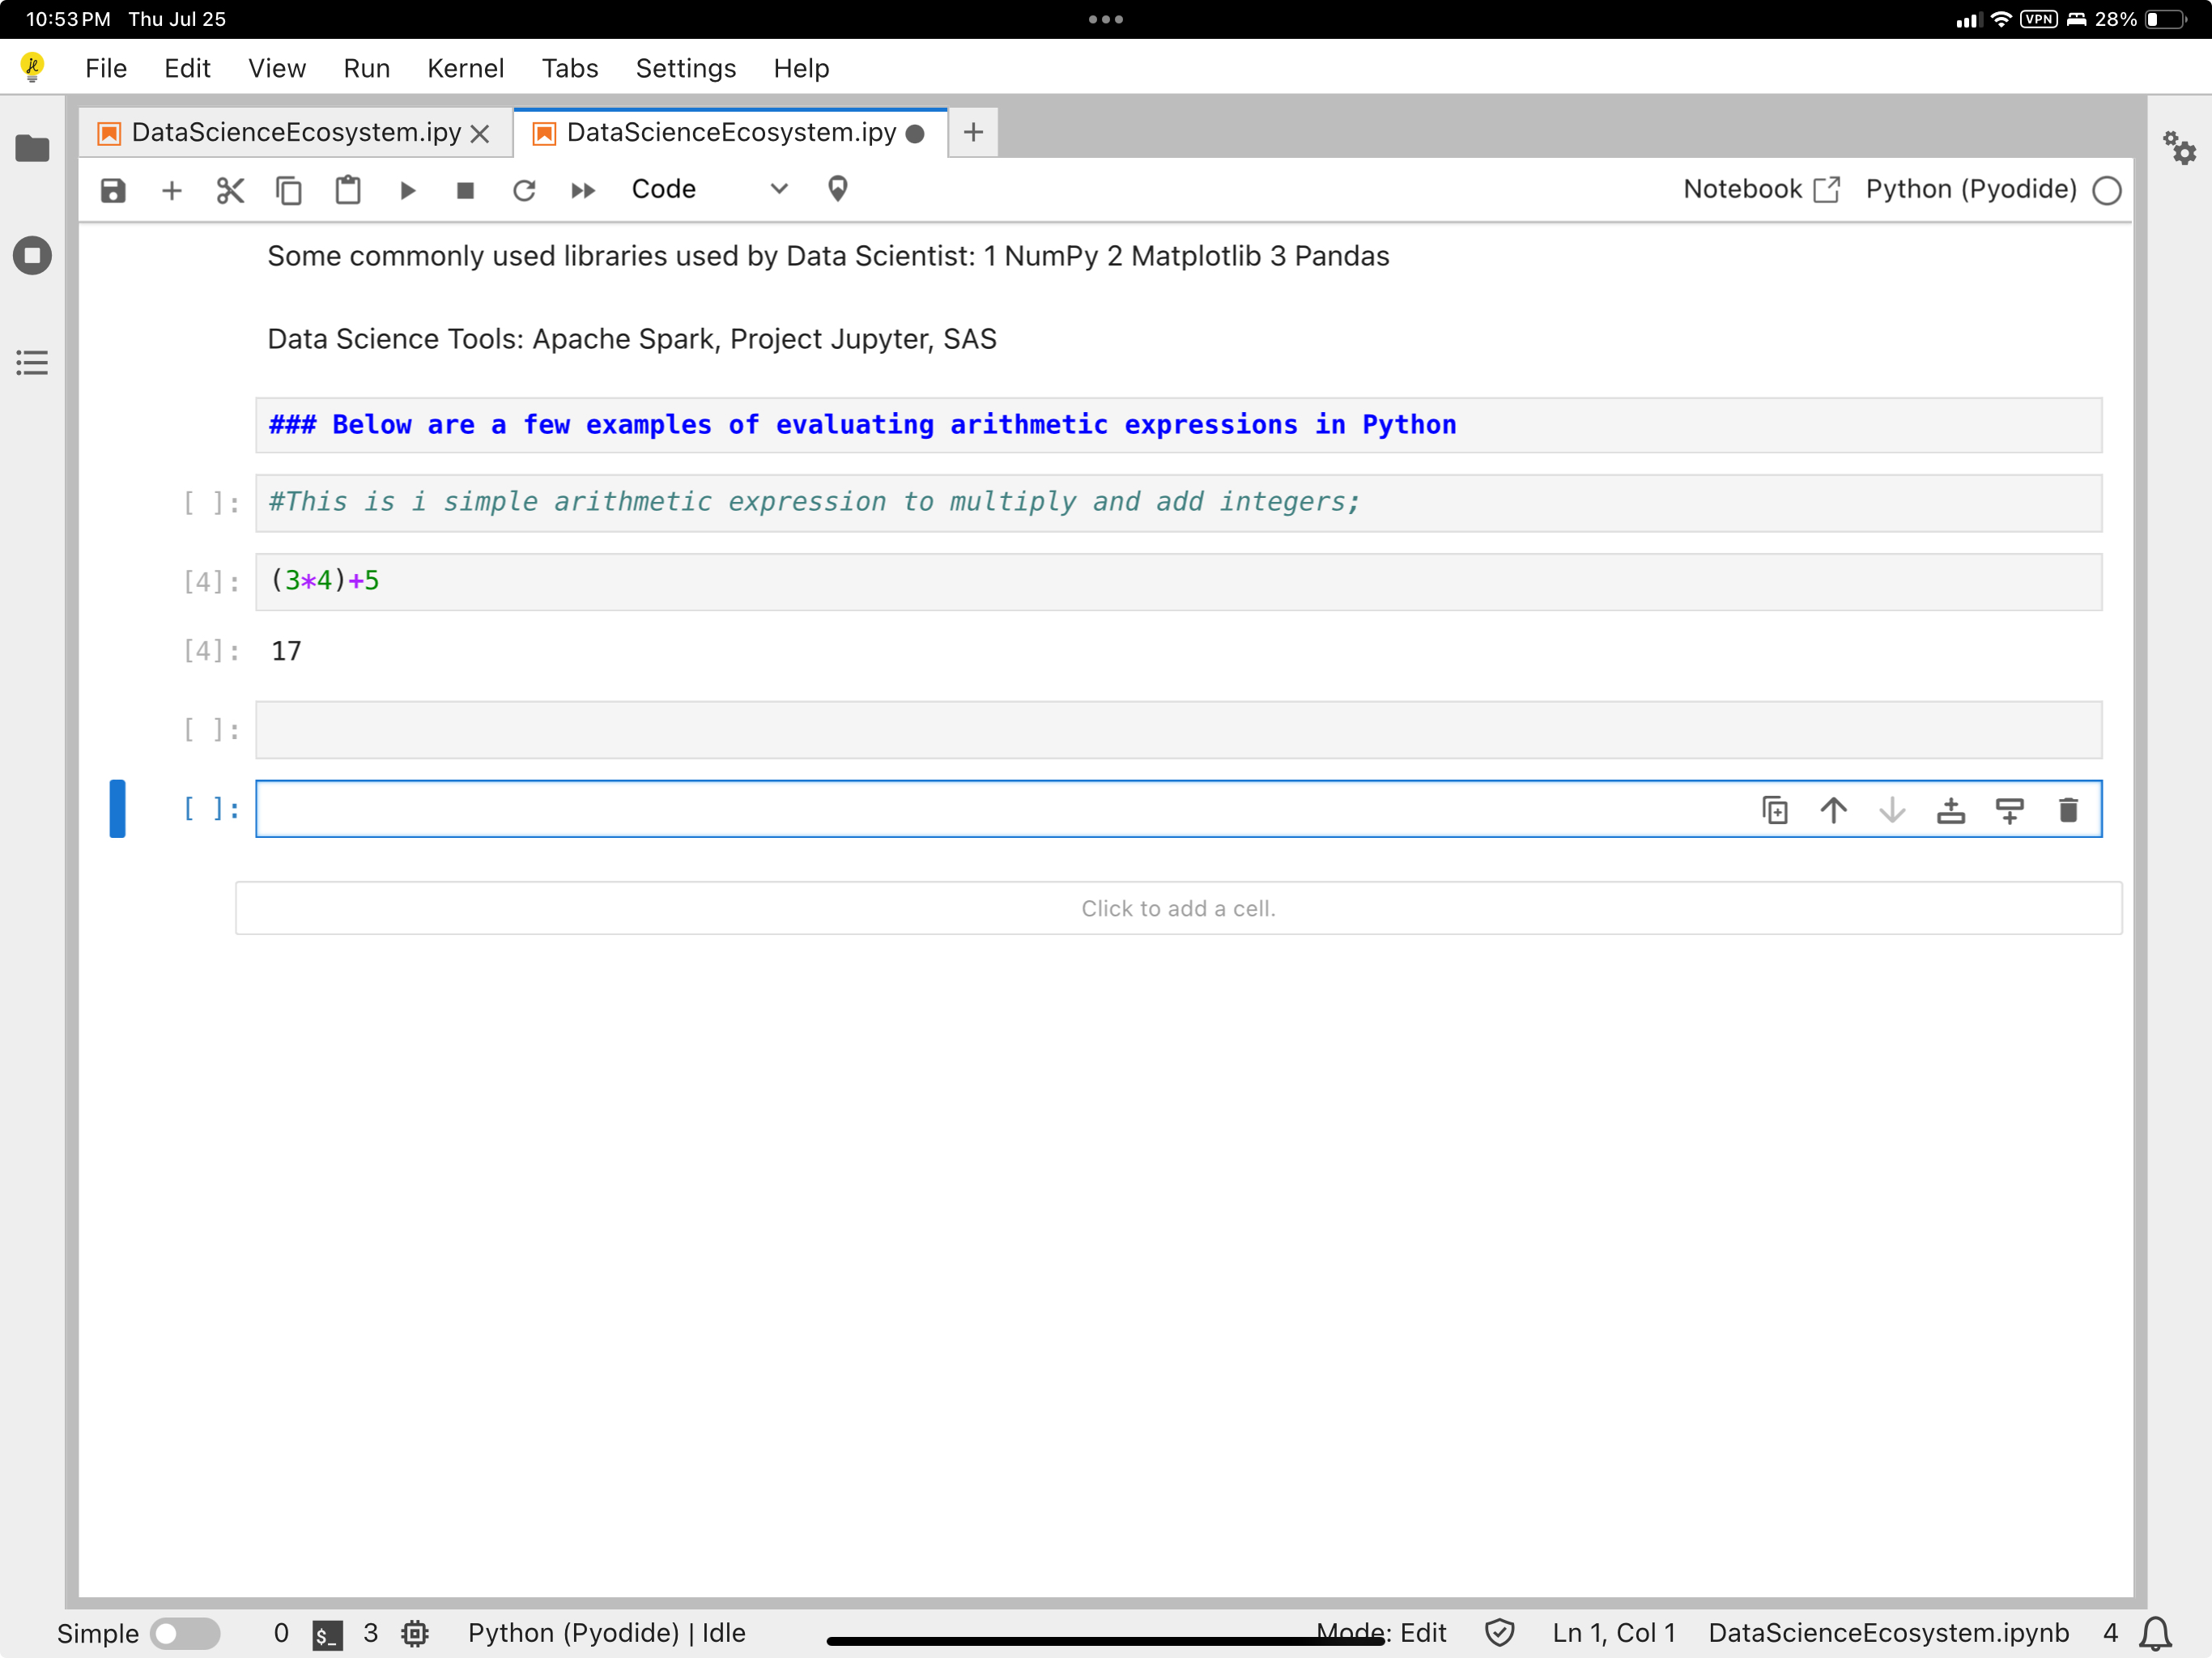 10:53 PM Thu Jul 25
VPN 28%
File Edit View Run Kernel Tabs Settings Help
DataScienceEcosystem.ipy DataScienceEcosystem.ipy
Code Notebook Python (Pyodide)
Some commonly used libraries used by Data Scientist: 1 NumPy 2 Matplotlib 3 Pandas
Data Science Tools: Apache Spark, Project Jupyter, SAS
### Below are a few examples of evaluating arithmetic expressions in Python
[ ]: #This is i simple arithmetic expression to multiply and add integers;
[4]: (3*4)+5
[4]: 17
[ ]:
[ ]:
Click to add a cell.
Simple 0 $_ 3 Python (Pyodide) | Idle Mode: Edit Ln 1, Col 1 DataScienceEcosystem.ipynb 4